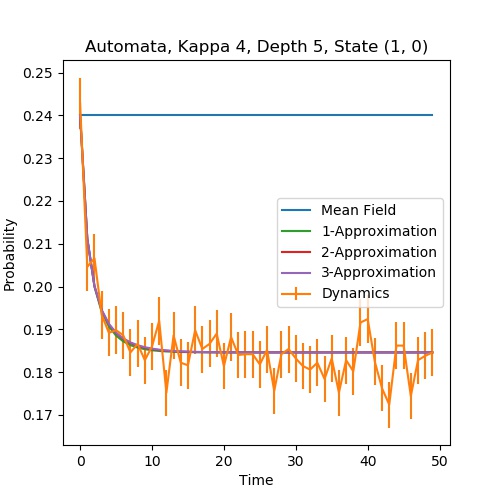 Automata, Kappa 4, Depth 5, State (1, 0)
0.25
0.24
0.23
0.22
0.21
0.20
0.19
0.18
0.17
Probability
Mean Field
1-Approximation
2-Approximation
3-Approximation
Dynamics
0 10 20 30 40 50
Time